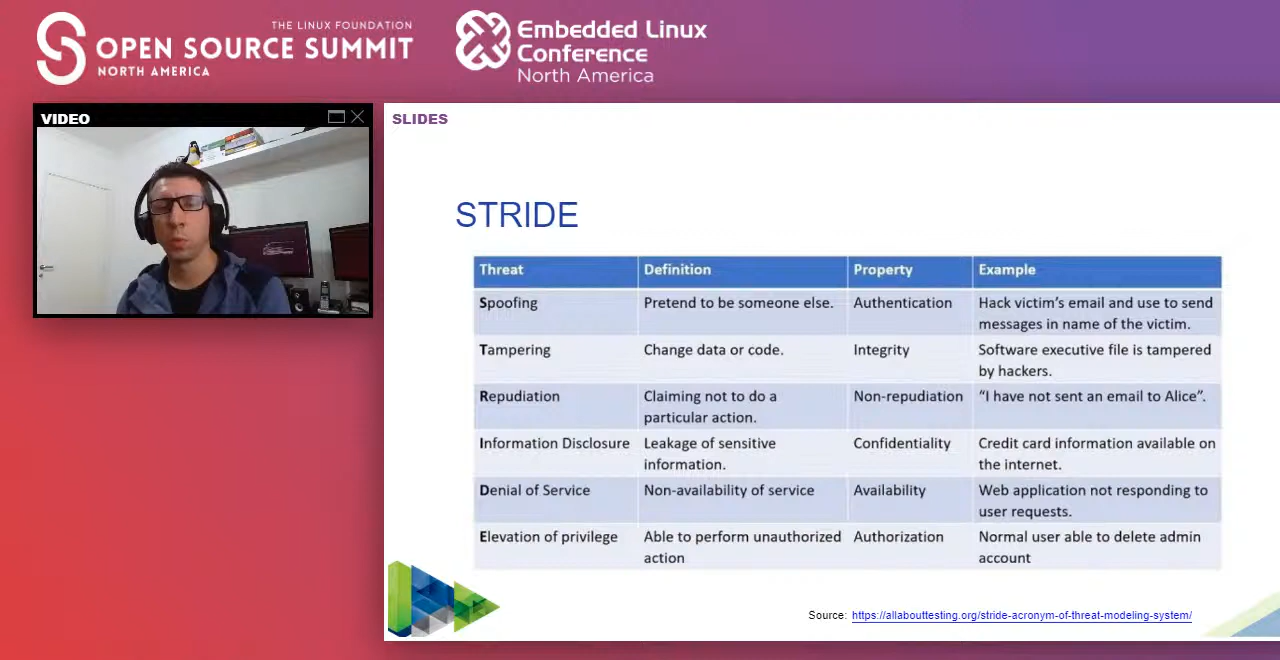 THE LINUX FOUNDATION
OPEN SOURCE SUMMIT
NORTH AMERICA
Embedded Linux
Conference
North America
VIDEO
SLIDES
STRIDE
Threat Definition Property Example
Spoofing Pretend to be someone else. Authentication Hack victim's email and use to send
messages in name of the victim.
Tampering Change data or code. Integrity Software executive file is tampered
by hackers.
Repudiation Claiming not to do a Non-repudiation “I have not sent an email to Alice”.
particular action.
Information Disclosure Leakage of sensitive Confidentiality Credit card information available on
information. the internet.
Denial of Service Non-availability of service Availability Web application not responding to
user requests.
Elevation of privilege Able to perform unauthorized Authorization Normal user able to delete admin
action account
Source: https://allabouttesting.org/stride-acronym-of-threat-modeling-system/